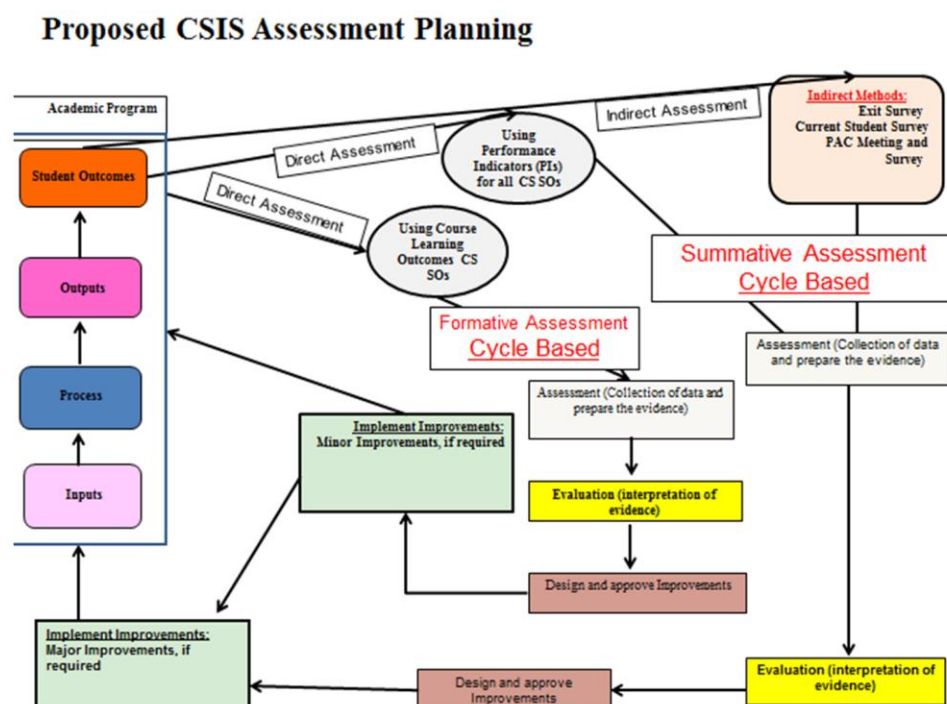 Proposed CSIS Assessment Planning
Academic Program
Student Outcomes
Outputs
Process
Inputs
Direct Assessment
Direct Assessment
Indirect Assessment
Using
Performance
Indicators (PIs)
for all CS SOs
Using Course
Learning
Outcomes CS
SOs
Indirect Methods:
Exit Survey
Current Student Survey
PAC Meeting and
Survey
Summative Assessment
Cycle Based
Formative Assessment
Cycle Based
Assessment (Collection of data
and prepare the evidence)
Assessment (Collection of data and
prepare the evidence)
Implement Improvements:
Minor Improvements, if required
Evaluation (interpretation of
evidence)
Design and approve Improvements
Implement Improvements:
Major Improvements, if
required
Design and approve
Improvements
Evaluation (interpretation of
evidence)